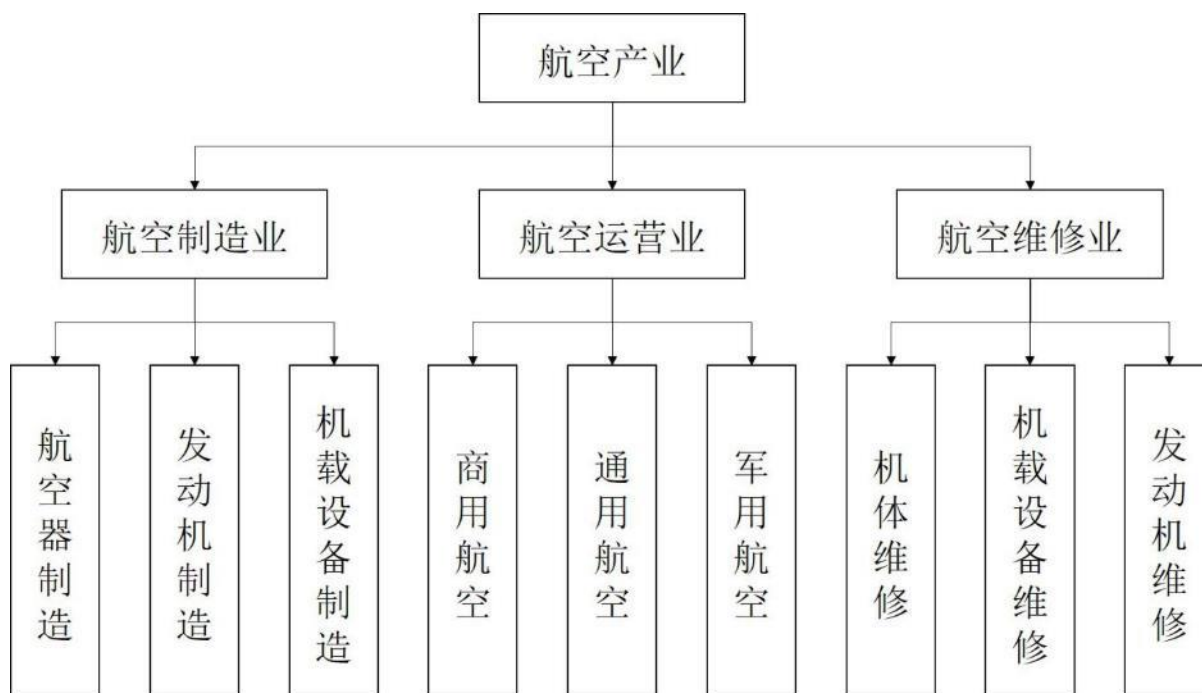 航空产业
航空制造业
航空运营业
航空维修业
航空器制造
发动机制造
机载设备制造
商用航空
通用航空
军用航空
机体维修
机载设备维修
发动机维修